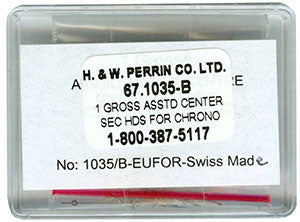 A
RE
H. & W. PERRIN CO. LTD.
67.1035-B
1 GROSS ASSTD CENTER
SEC HDS FOR CHRONO
1-800-387-5117
No: 1035/B-EUFOR-Swiss Made